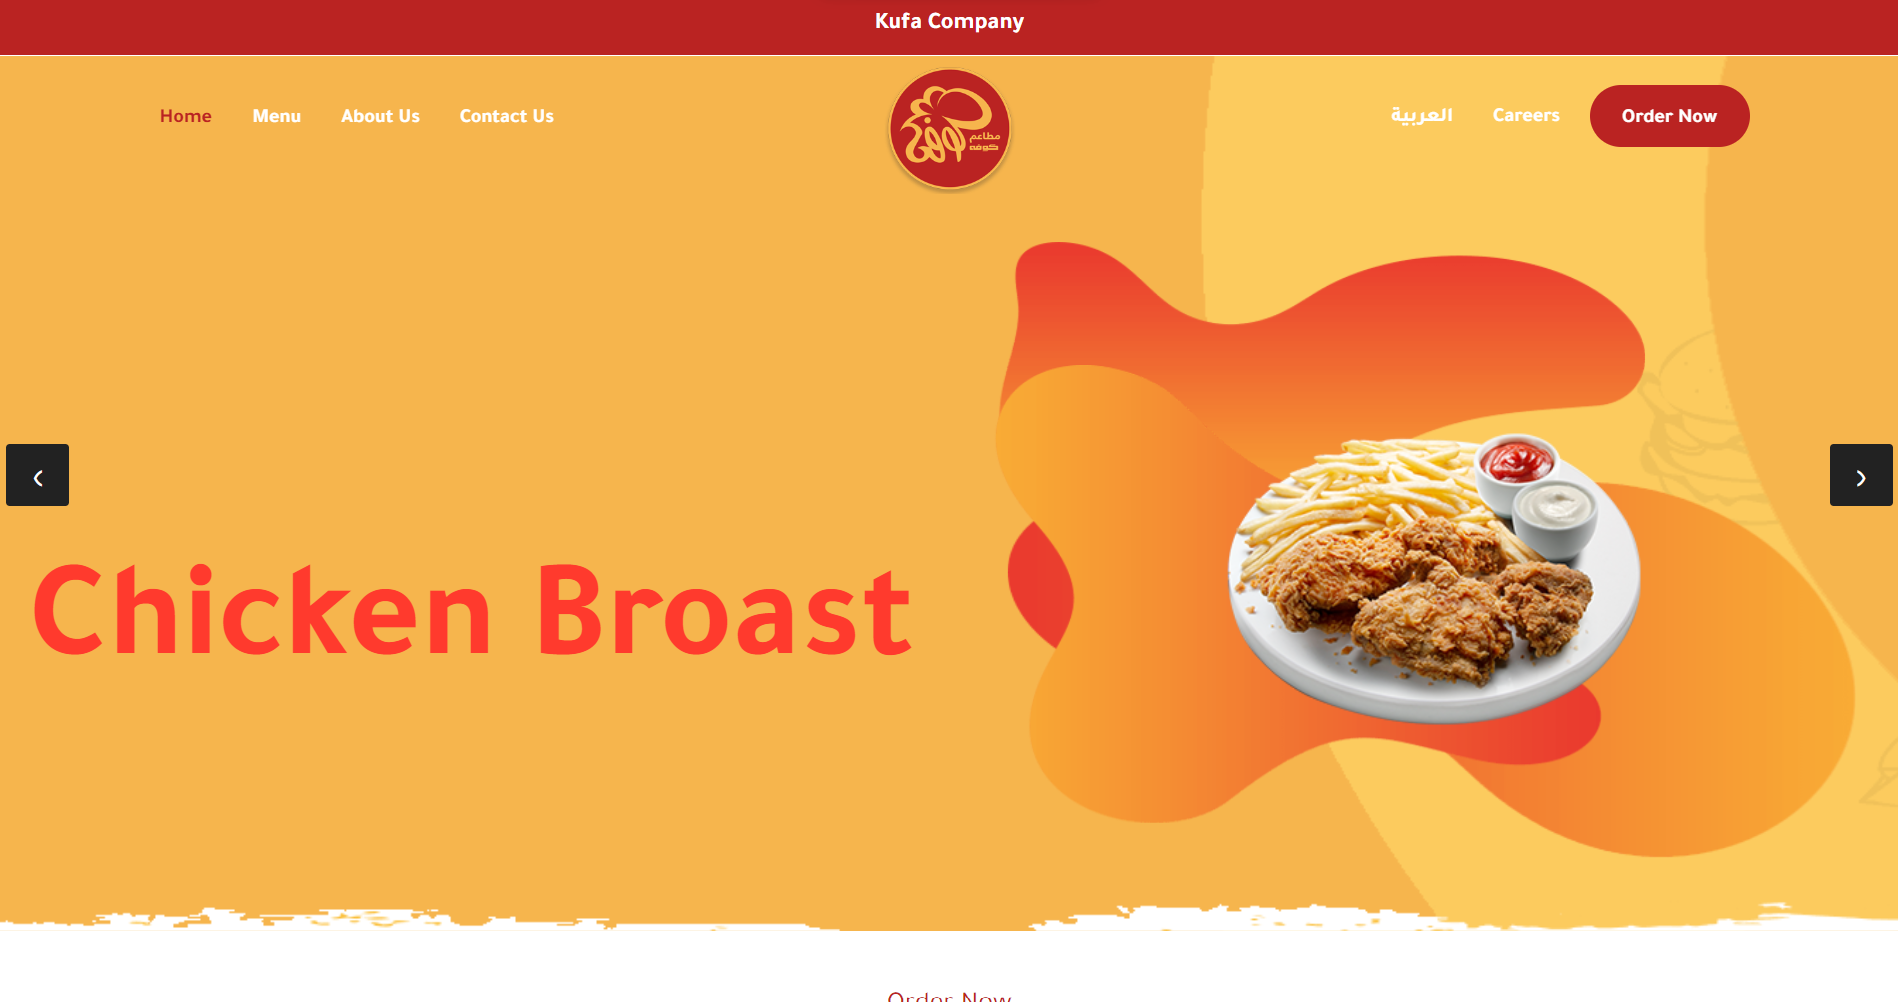 Kufa Company
Home
Menu
About Us
Contact Us
مطاعم
كوفه
العربية
Careers
Order Now
Chicken Broast
Order Now